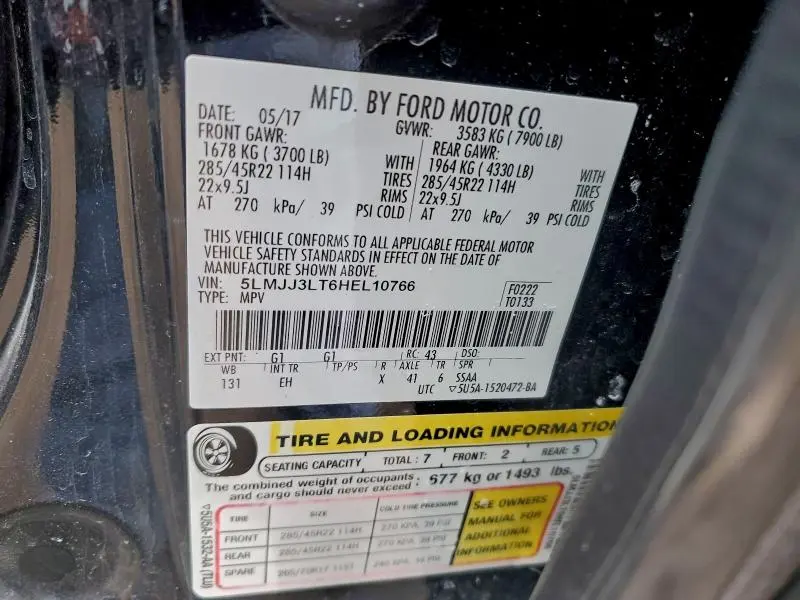 MFD. BY FORD MOTOR CO.
DATE: 05/17 GVWR: 3583 KG (7900 LB)
FRONT GAWR: REAR GAWR:
1678 KG (3700 LB) WITH 1964 KG (4330 LB) WITH
285/45R22 114H TIRES 285/45R22 114H TIRES
22x9.5J RIMS 22x9.5J RIMS
AT 270 kPa/ 39 PSI COLD AT 270 kPa/ 39 PSI COLD
THIS VEHICLE CONFORMS TO ALL APPLICABLE FEDERAL MOTOR
VEHICLE SAFETY STANDARDS IN EFFECT ON THE DATE OF
MANUFACTURE SHOWN ABOVE.
VIN: 5LMJJ3LT6HEL10766 F0222
TYPE: MPV T0133
EXT PNT: G1 G1 RC: 43 DSO:
WB INT TR TP/PS R AXLE TR SPR
131 EH X 41 6 SSAA
UTC ▽5U5A-1520472-BA
TIRE AND LOADING INFORMATION
SEATING CAPACITY TOTAL: 7 FRONT: 2 REAR: 5
The combined weight of occupants
and cargo should never exceed : 677 kg or 1493 lbs.
TIRE SIZE COLD TIRE PRESSURE SEE OWNERS
FRONT 285/45R22 114H 270 KPA, 39 PSI MANUAL FOR
REAR 285/45R22 114H 270 KPA, 39 PSI ADDITIONAL
SPARE INFORMATION
▽5U5A-1532-AA (TLU)